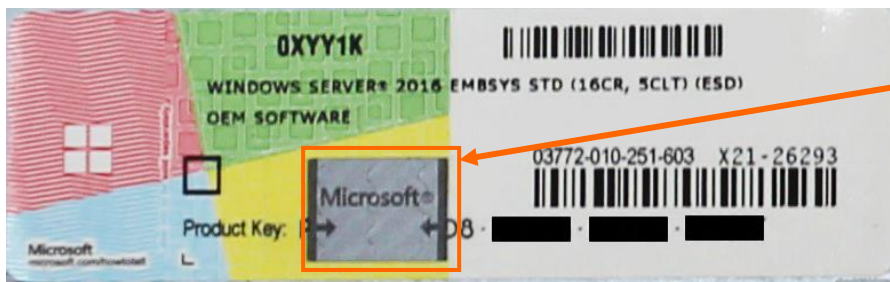 0XYY1K
WINDOWS SERVER® 2016 EMBSYS STD (16CR, 5CLT) (ESD)
OEM SOFTWARE
03772-010-251-603 X21-26293
Microsoft®
Product Key: D8 - - -
Microsoft
microsoft.com/howtotell